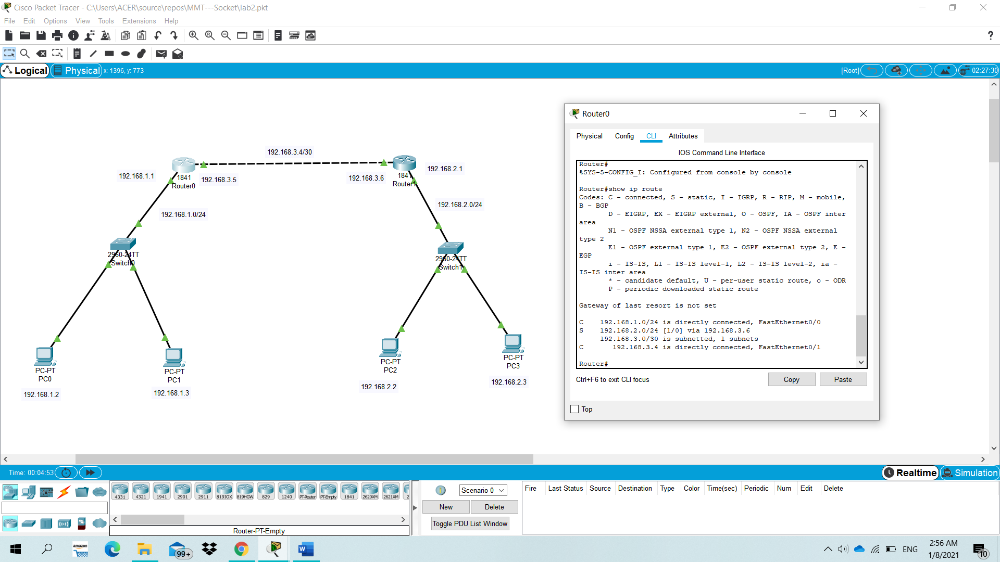 Cisco Packet Tracer - C:\Users\ACER\source\repos\MMT---Socket\lab2.pkt
File Edit Options View Tools Extensions Help
?
Logical Physical x: 1396, y: 773 [Root] 02:27:30
192.168.3.4/30
192.168.1.1
1841
Router0
192.168.3.5
192.168.3.6
1841
192.168.2.1
192.168.1.0/24
192.168.2.0/24
2960-24TT
Switch0
2960-24TT
Switch1
PC-PT
PC0
192.168.1.2
PC-PT
PC1
192.168.1.3
PC-PT
PC2
192.168.2.2
PC-PT
PC3
192.168.2.3
Router0
Physical Config CLI Attributes
IOS Command Line Interface
Router#
%SYS-5-CONFIG_I: Configured from console by console
Router#show ip route
Codes: C - connected, S - static, I - IGRP, R - RIP, M - mobile,
B - BGP
D - EIGRP, EX - EIGRP external, O - OSPF, IA - OSPF inter
area
N1 - OSPF NSSA external type 1, N2 - OSPF NSSA external
type 2
E1 - OSPF external type 1, E2 - OSPF external type 2, E -
EGP
i - IS-IS, L1 - IS-IS level-1, L2 - IS-IS level-2, ia -
IS-IS inter area
* - candidate default, U - per-user static route, o - ODR
P - periodic downloaded static route
Gateway of last resort is not set
C 192.168.1.0/24 is directly connected, FastEthernet0/0
S 192.168.2.0/24 [1/0] via 192.168.3.6
192.168.3.0/30 is subnetted, 1 subnets
C 192.168.3.4 is directly connected, FastEthernet0/1
Router#
Ctrl+F6 to exit CLI focus Copy Paste
Top
Time: 00:04:53 Realtime Simulation
4331 4321 1941 2901 2911 819IOX 819HGW 829 1240 PT-Router PT-Empty 1841 2620XM 2621XM
Router-PT-Empty
Scenario 0
New Delete
Toggle PDU List Window
Fire Last Status Source Destination Type Color Time(sec) Periodic Num Edit Delete
amazon
99+
ENG
2:56 AM
1/8/2021
10